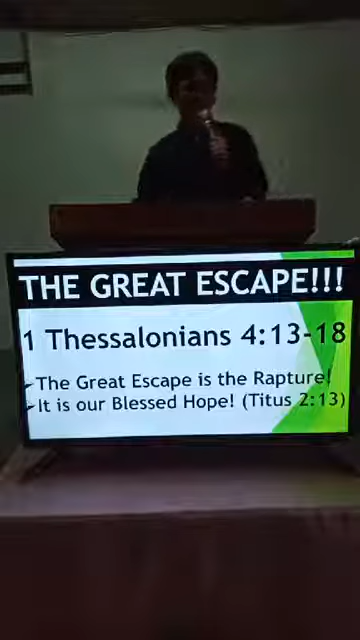 THE GREAT ESCAPE!!!
1 Thessalonians 4:13-18
➢The Great Escape is the Rapture!
➢It is our Blessed Hope! (Titus 2:13)